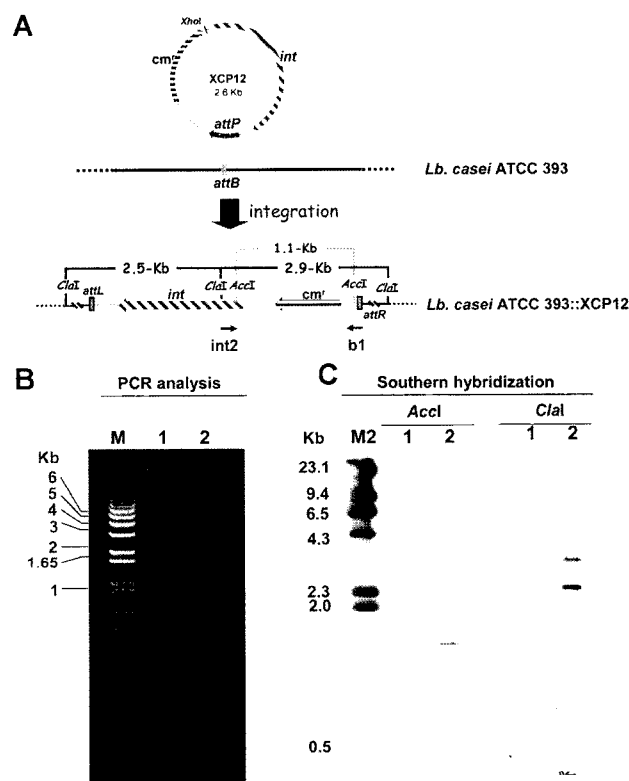 A
XhoI
cmʳ
int
XCP12
2.6 Kb
attP
attB
Lb. casei ATCC 393
integration
1.1-Kb
2.5-Kb
2.9-Kb
ClaI
attL
int
ClaI
AccI
cmʳ
AccI
ClaI
attR
Lb. casei ATCC 393::XCP12
int2
b1
B
PCR analysis
M 1 2
Kb
6
5
4
3
2
1.65
1
C
Southern hybridization
AccI
ClaI
Kb M2 1 2 1 2
23.1
9.4
6.5
4.3
2.3
2.0
0.5